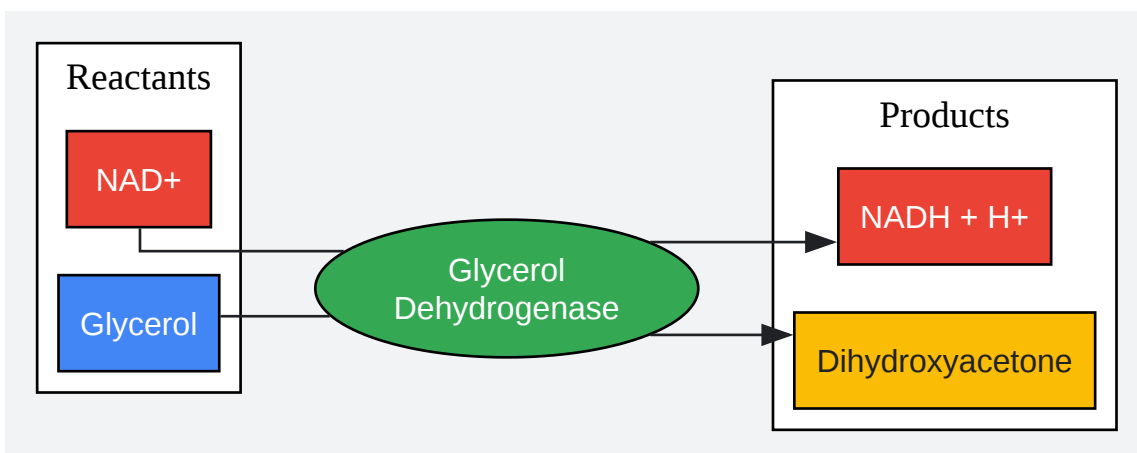 Reactants
NAD+
Glycerol
Glycerol
Dehydrogenase
Products
NADH + H+
Dihydroxyacetone